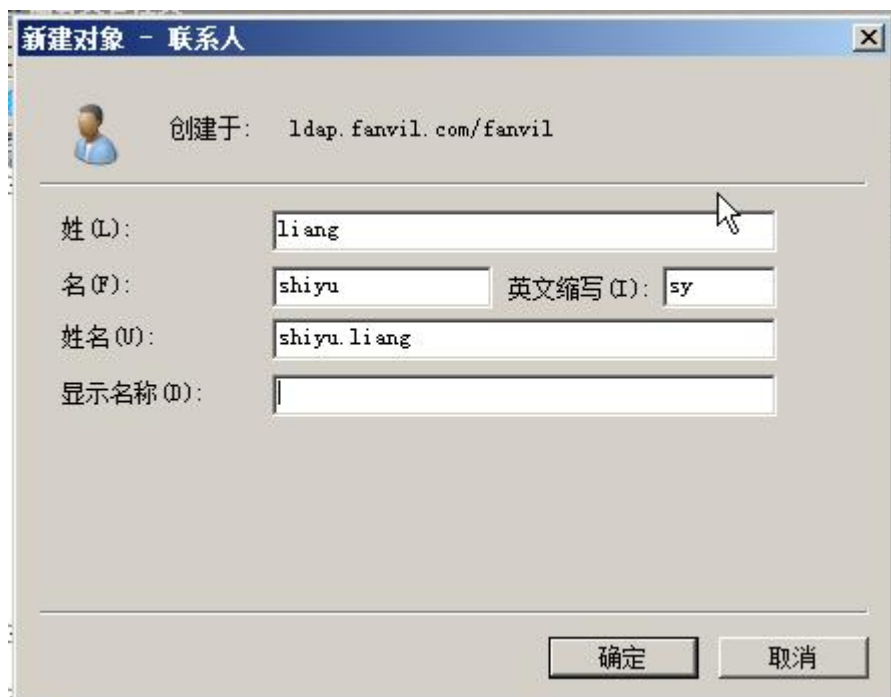 新建对象 - 联系人
创建于: ldap.fanvil.com/fanvil
姓(L): liang
名(F): shiyu 英文缩写(I): sy
姓名(U): shiyu.liang
显示名称(D):
确定 取消